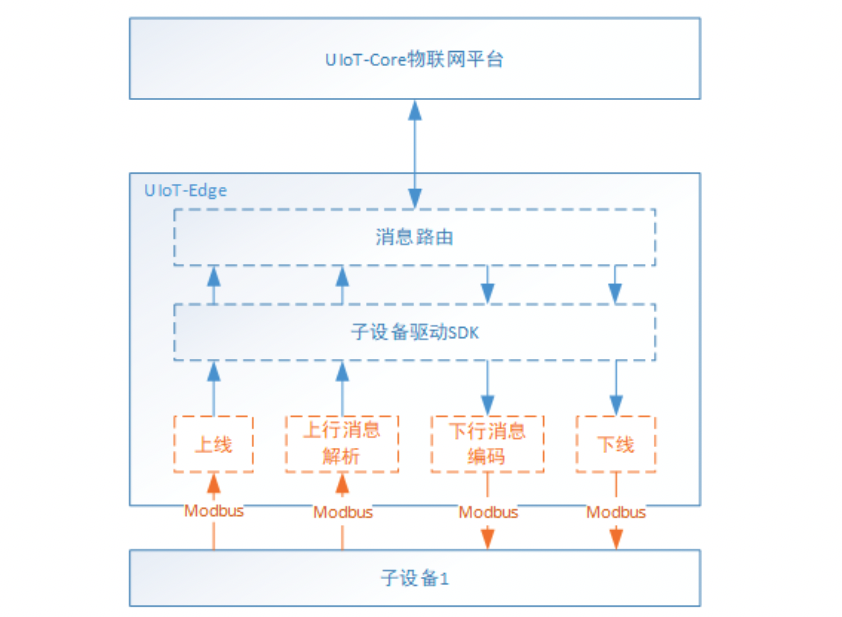 UIoT-Core物联网平台
UIoT-Edge
消息路由
子设备驱动SDK
上线
上行消息
解析
下行消息
编码
下线
Modbus
Modbus
Modbus
Modbus
子设备1